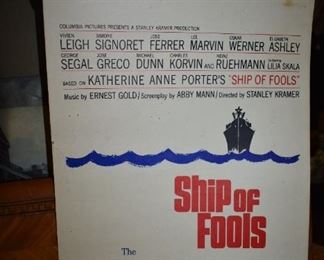 COLUMBIA PICTURES PRESENTS A STANLEY KRAMER PRODUCTION
VIVIEN SIMONE JOSE LEE OSKAR ELIZABETH
LEIGH SIGNORET FERRER MARVIN WERNER ASHLEY
GEORGE JOSE MICHAEL CHARLES HEINZ
SEGAL GRECO DUNN KORVIN AND RUEHMANN LILIA SKALA
BASED ON KATHERINE ANNE PORTER'S "SHIP OF FOOLS"
Music by ERNEST GOLD/Screenplay by ABBY MANN/Directed by STANLEY KRAMER
Ship of
Fools
The